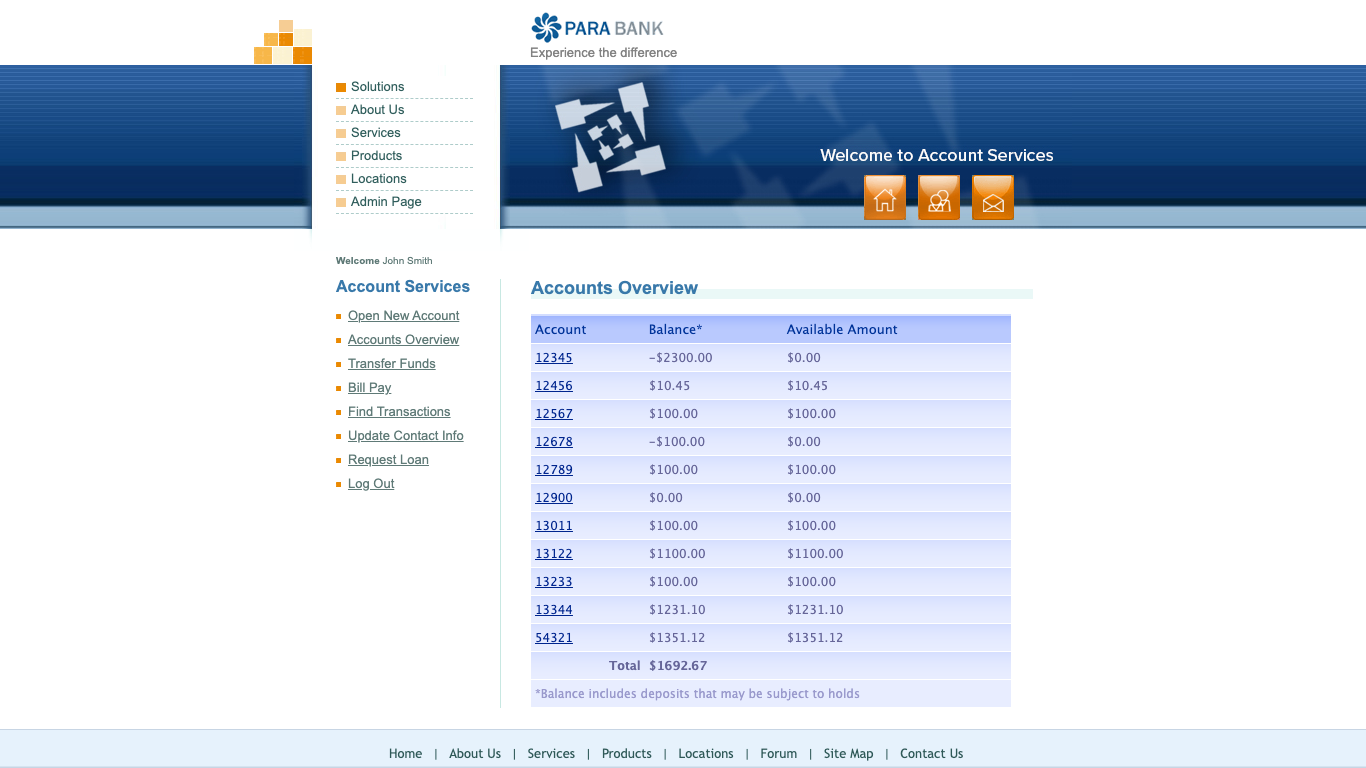 PARA BANK
Experience the difference
Solutions
About Us
Services
Products
Locations
Admin Page
Welcome to Account Services
Welcome John Smith
Account Services
Open New Account
Accounts Overview
Transfer Funds
Bill Pay
Find Transactions
Update Contact Info
Request Loan
Log Out
Accounts Overview
Account Balance* Available Amount
12345 -$2300.00 $0.00
12456 $10.45 $10.45
12567 $100.00 $100.00
12678 -$100.00 $0.00
12789 $100.00 $100.00
12900 $0.00 $0.00
13011 $100.00 $100.00
13122 $1100.00 $1100.00
13233 $100.00 $100.00
13344 $1231.10 $1231.10
54321 $1351.12 $1351.12
Total $1692.67
*Balance includes deposits that may be subject to holds
Home | About Us | Services | Products | Locations | Forum | Site Map | Contact Us